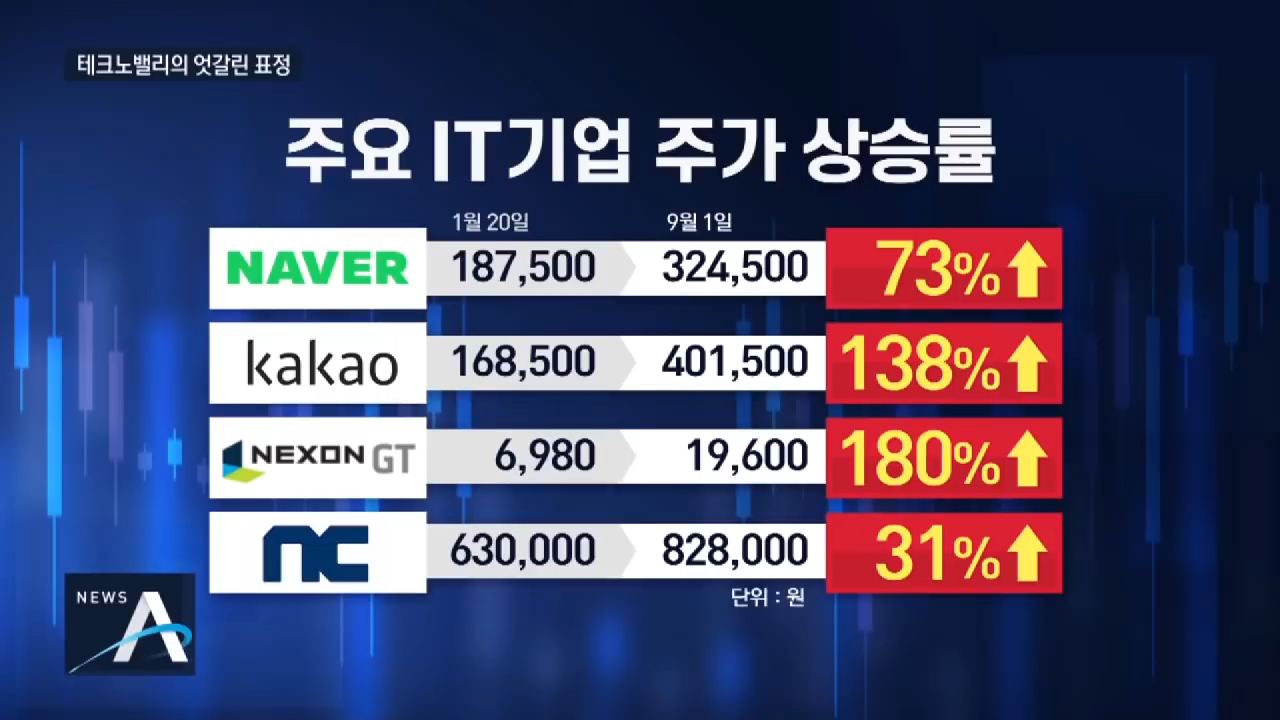 테크노밸리의 엇갈린 표정
주요 IT기업 주가 상승률
1월 20일 9월 1일
NAVER 187,500 324,500 73%
kakao 168,500 401,500 138%
NEXON GT 6,980 19,600 180%
NC 630,000 828,000 31%
단위 : 원
NEWS A